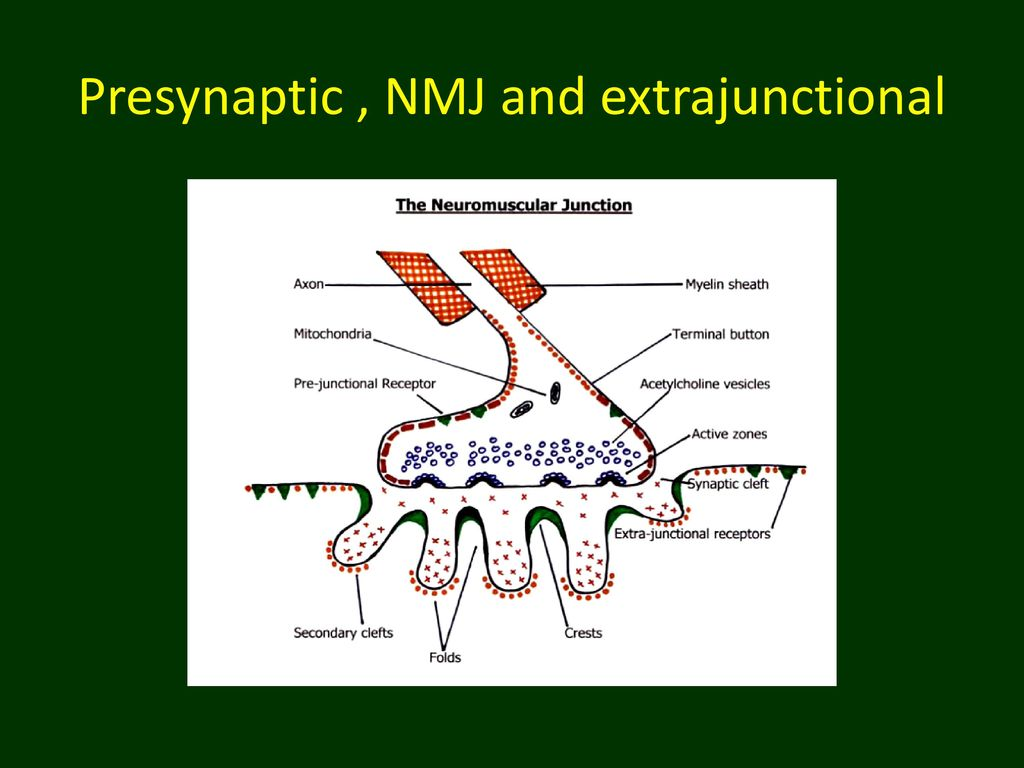 Presynaptic , NMJ and extrajunctional
The Neuromuscular Junction
Axon
Myelin sheath
Mitochondria
Terminal button
Pre-junctional Receptor
Acetylcholine vesicles
Active zones
Synaptic cleft
Extra-junctional receptors
Secondary clefts
Crests
Folds